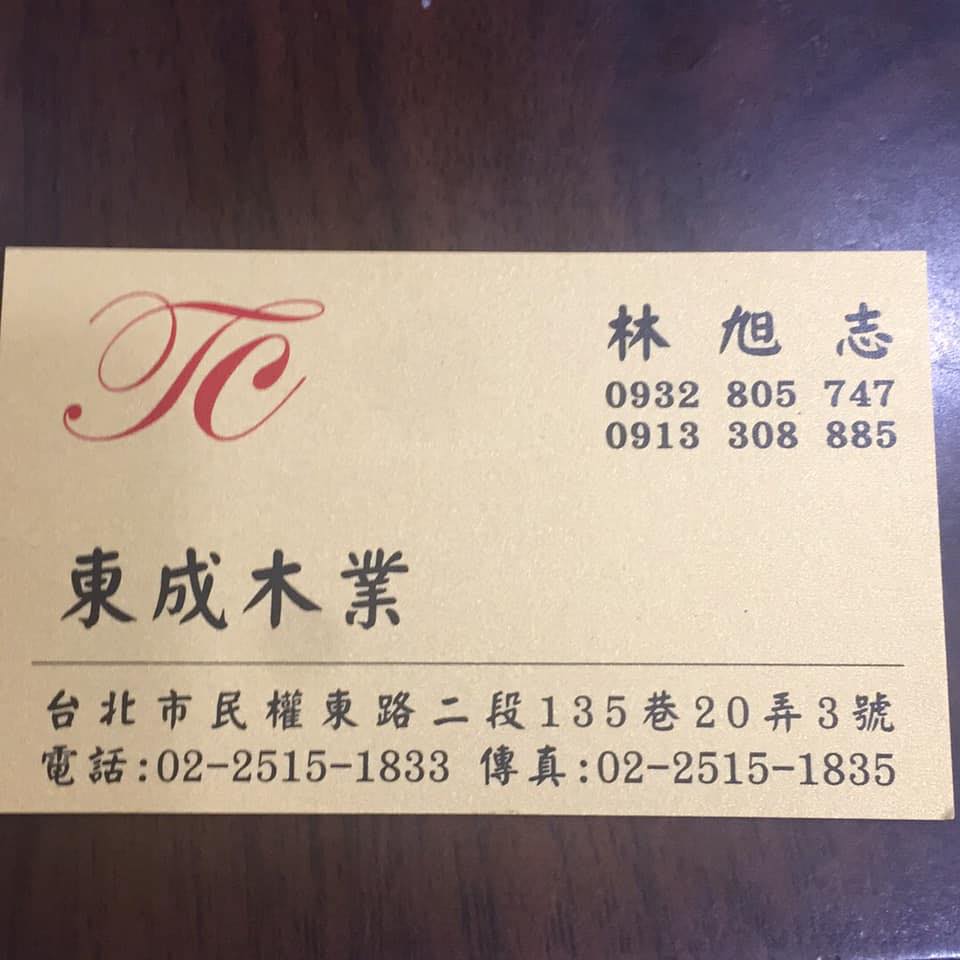 TC
林旭志
0932 805 747
0913 308 885
東成木業
台北市民權東路二段135巷20弄3號
電話:02-2515-1833 傳真:02-2515-1835